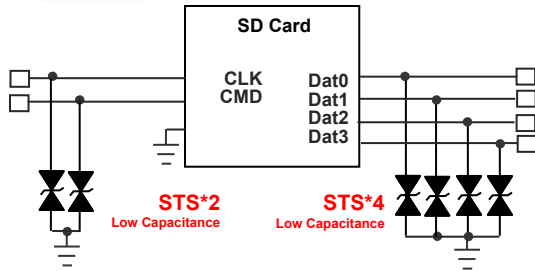 SD Card
CLK
CMD
Dat0
Dat1
Dat2
Dat3
STS*2
Low Capacitance
STS*4
Low Capacitance